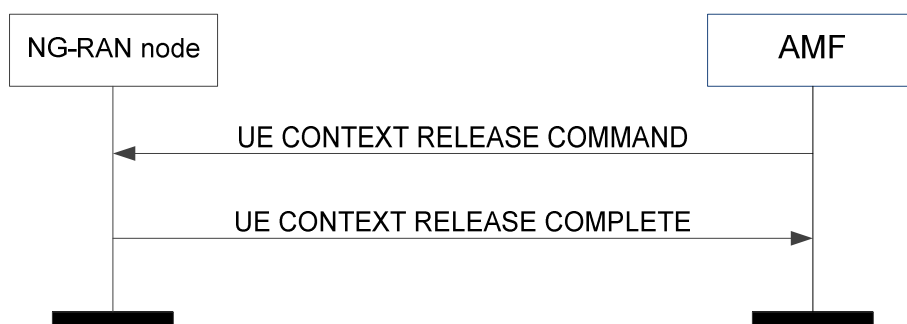 NG-RAN node
AMF
UE CONTEXT RELEASE COMMAND
UE CONTEXT RELEASE COMPLETE